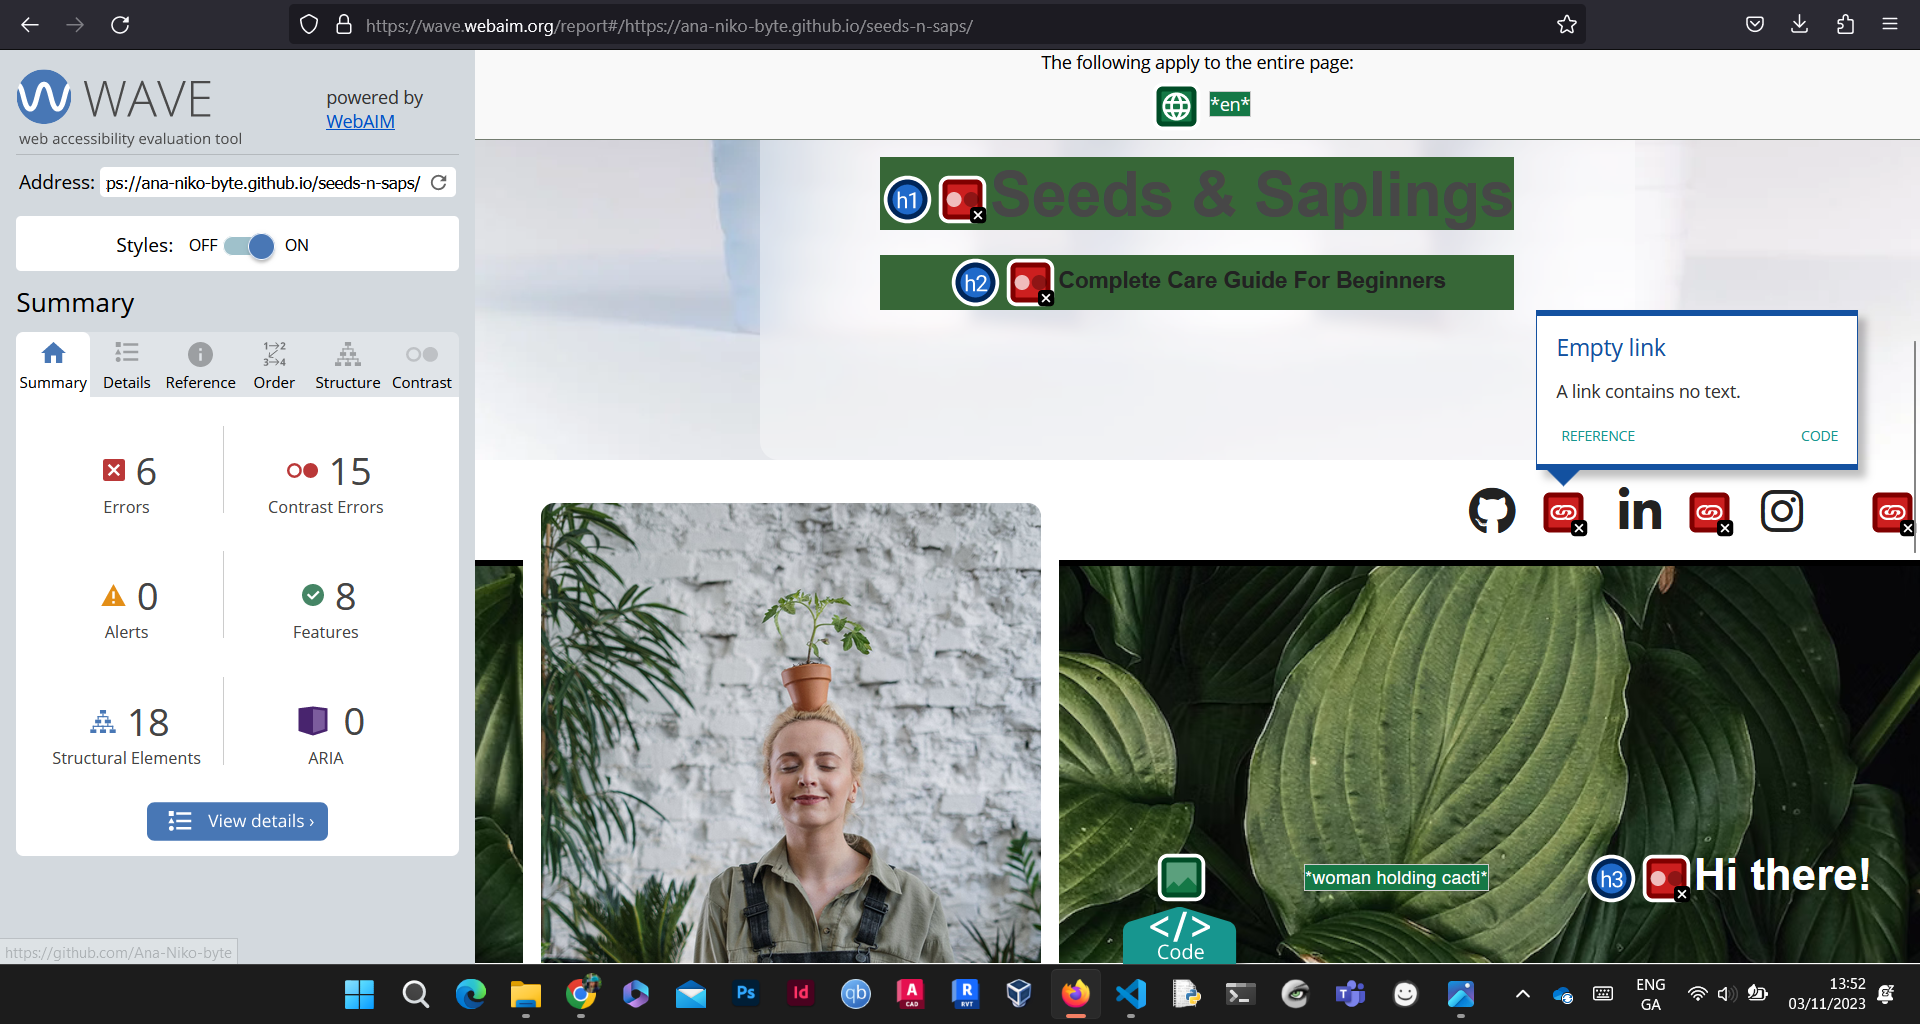 https://wave.webaim.org/report#/https://ana-niko-byte.github.io/seeds-n-saps/
WAVE
web accessibility evaluation tool
powered by
WebAIM
Address: ps://ana-niko-byte.github.io/seeds-n-saps/
Styles: OFF ON
Summary
Summary Details Reference Order Structure Contrast
6
Errors
15
Contrast Errors
0
Alerts
8
Features
18
Structural Elements
0
ARIA
View details ›
https://github.com/Ana-Niko-byte
The following apply to the entire page:
*en*
h1 Seeds & Saplings
h2 Complete Care Guide For Beginners
Empty link
A link contains no text.
REFERENCE CODE
in
*woman holding cacti*
h3 Hi there!
</>
Code
Ps Id qb A CAD R RVT
ENG
GA
13:52
03/11/2023